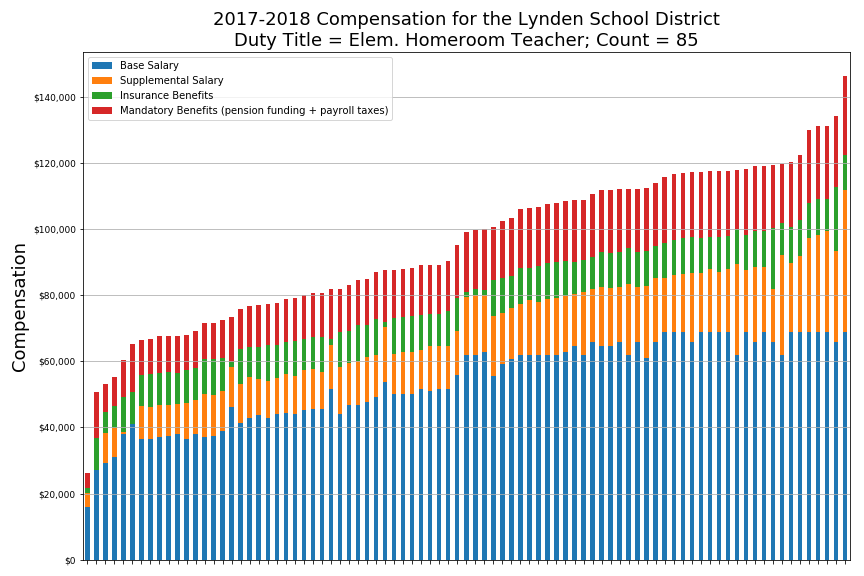 2017-2018 Compensation for the Lynden School District
Duty Title = Elem. Homeroom Teacher; Count = 85
Base Salary
Supplemental Salary
Insurance Benefits
Mandatory Benefits (pension funding + payroll taxes)
$140,000
$120,000
$100,000
$80,000
$60,000
$40,000
$20,000
$0
Compensation